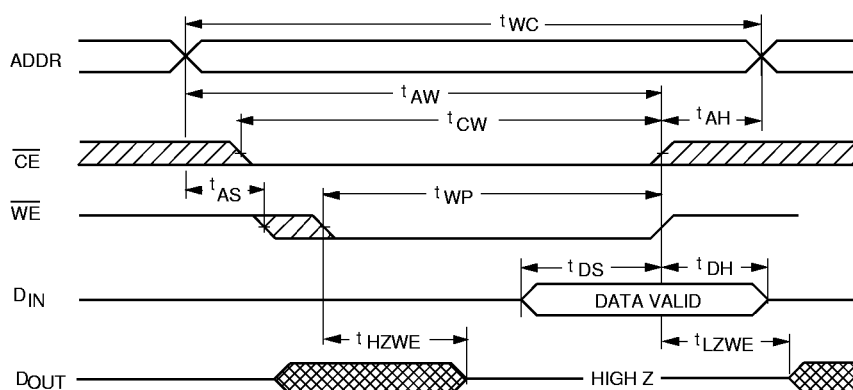 tWC
ADDR
tAW
tCW
tAH
CE
tAS
tWP
WE
tDS
tDH
DIN
DATA VALID
tHZWE
tLZWE
DOUT
HIGH Z